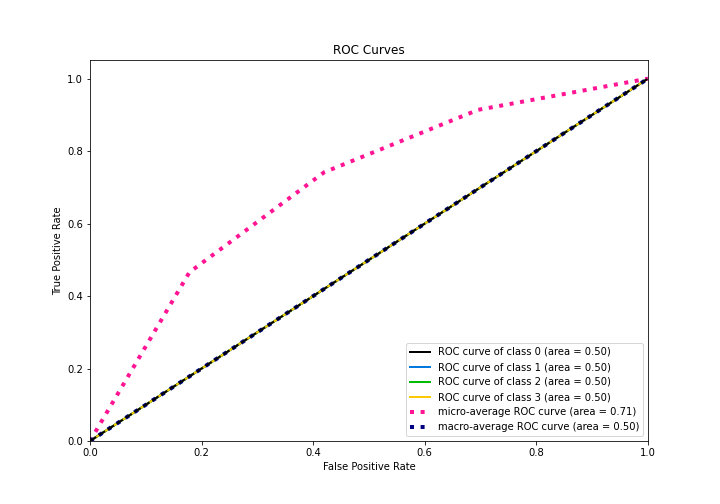 ROC Curves
1.0
0.8
0.6
0.4
0.2
0.0
True Positive Rate
0.0 0.2 0.4 0.6 0.8 1.0
False Positive Rate
ROC curve of class 0 (area = 0.50)
ROC curve of class 1 (area = 0.50)
ROC curve of class 2 (area = 0.50)
ROC curve of class 3 (area = 0.50)
micro-average ROC curve (area = 0.71)
macro-average ROC curve (area = 0.50)